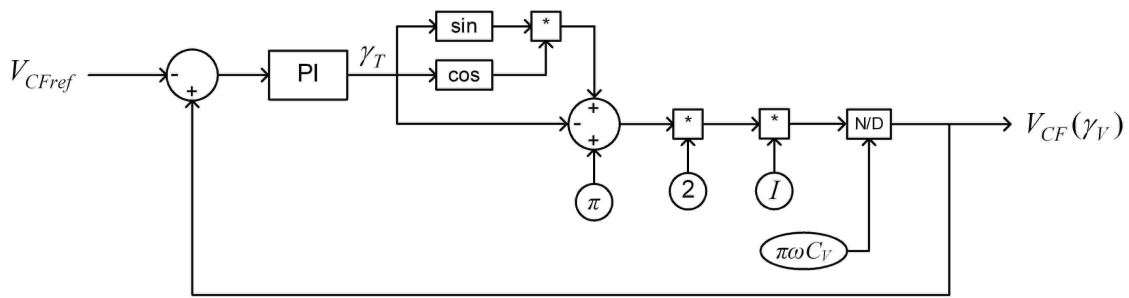 sin
*
V_CFref
-
+
PI
γ_T
cos
+
-
+
*
*
N/D
V_CF(γ_V)
π
2
I
πωC_V